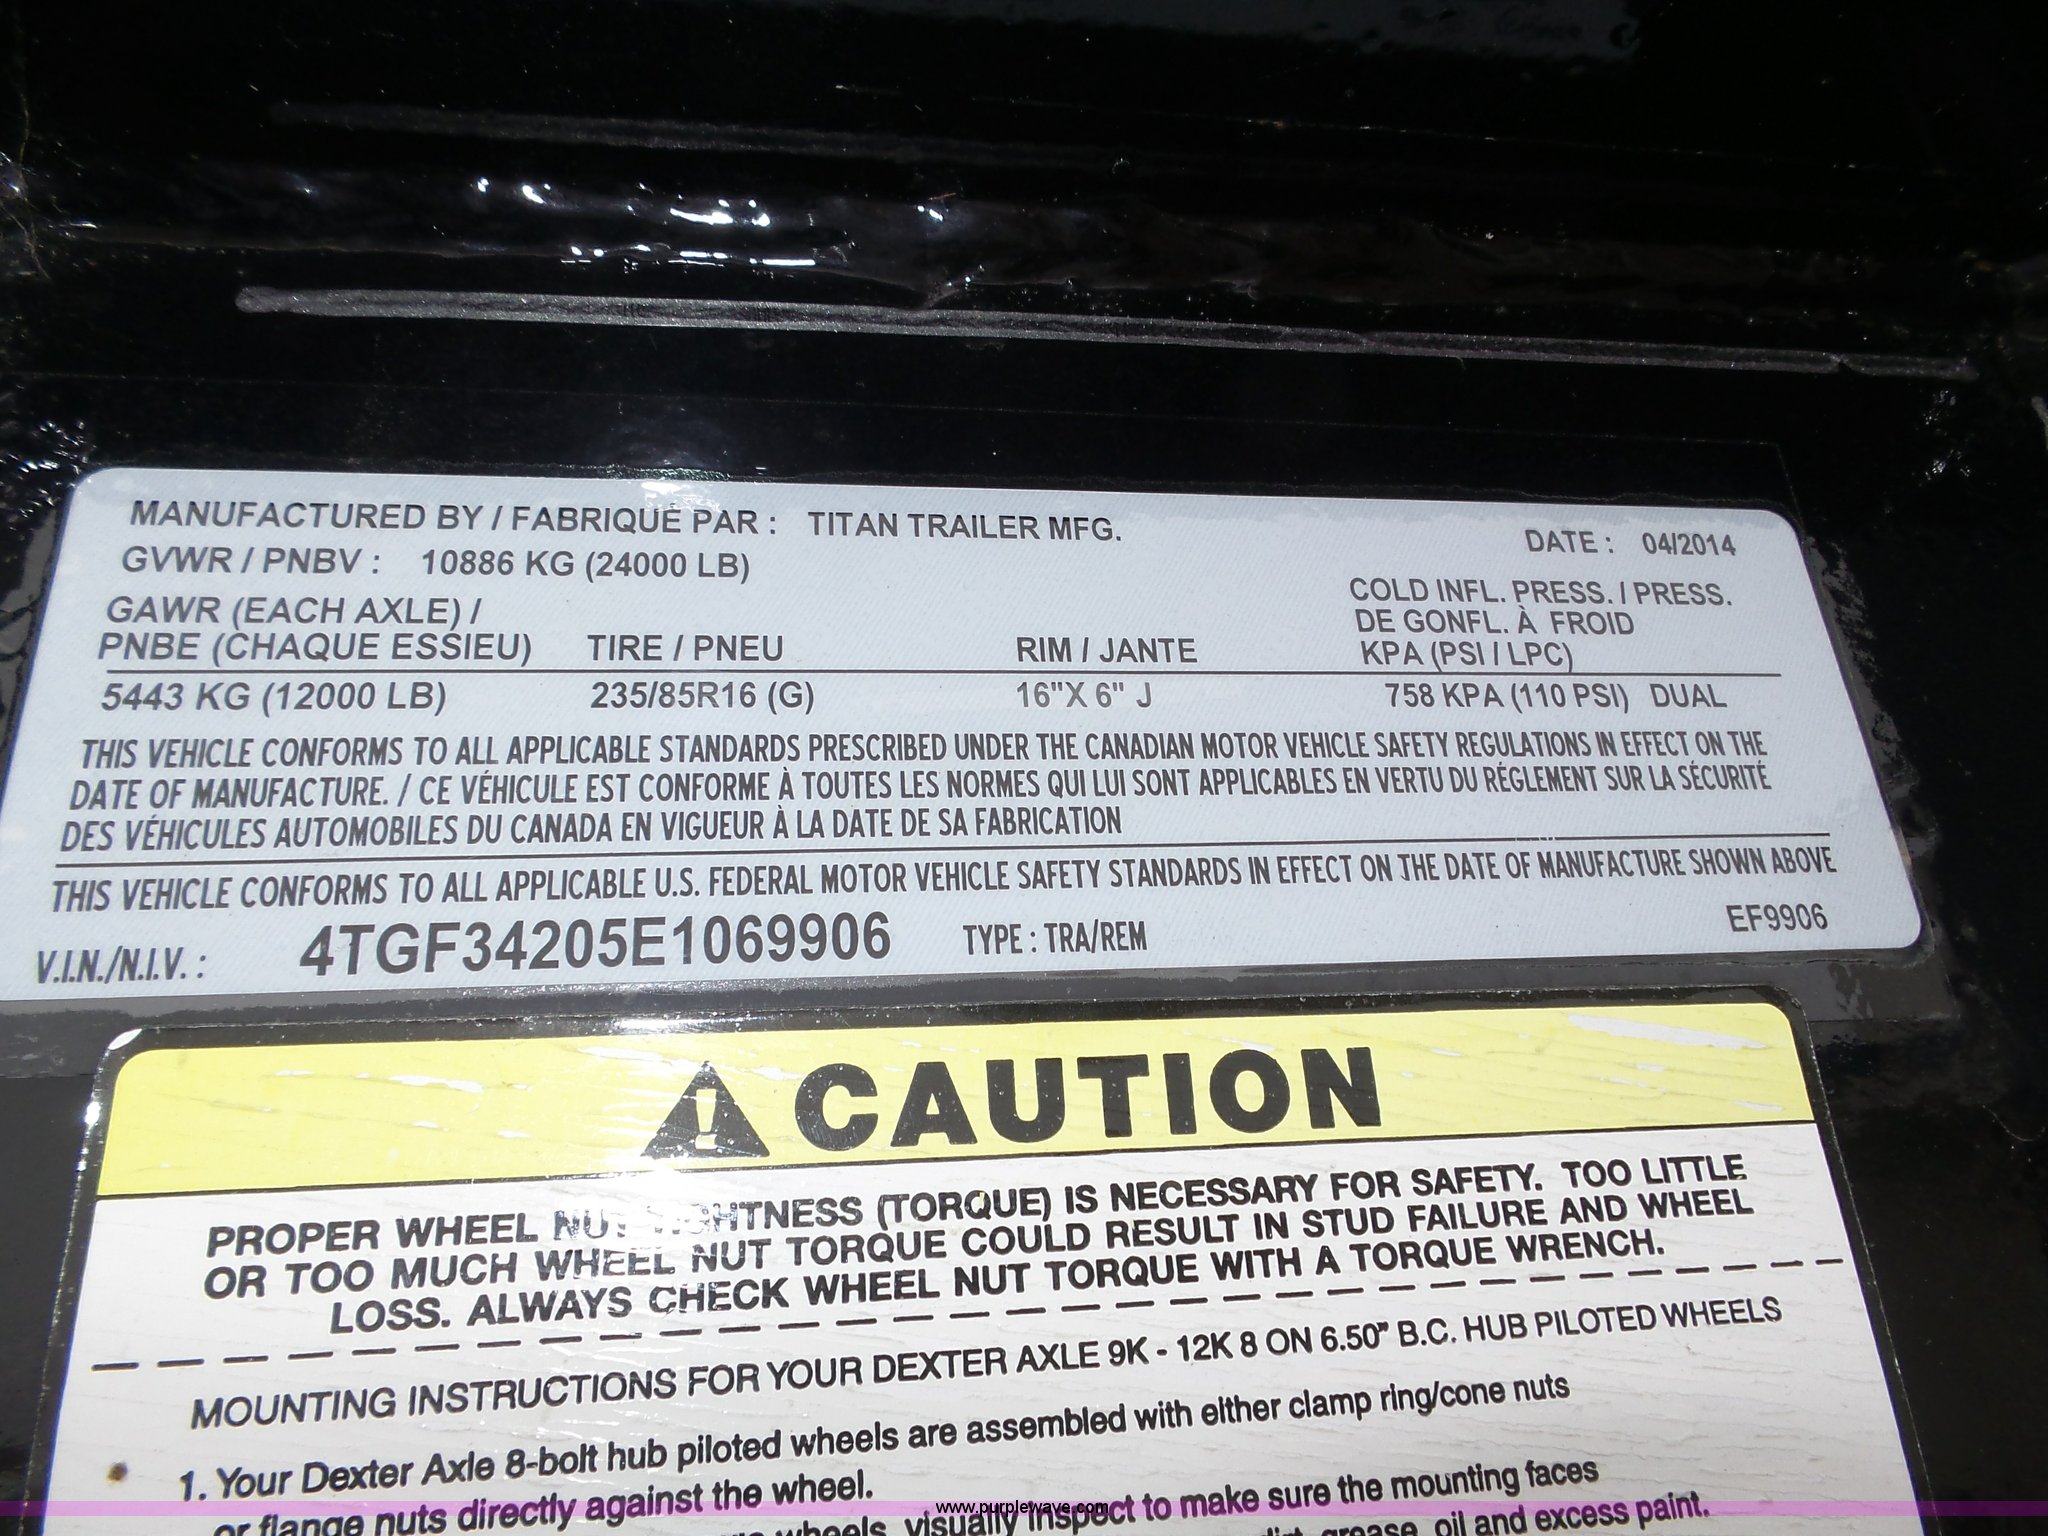 MANUFACTURED BY / FABRIQUÉ PAR : TITAN TRAILER MFG.
DATE : 04/2014
GVWR / PNBV : 10886 KG (24000 LB)
GAWR (EACH AXLE) /
PNBE (CHAQUE ESSIEU) TIRE / PNEU RIM / JANTE
COLD INFL. PRESS. / PRESS.
DE GONFL. À FROID
KPA (PSI / LPC)
5443 KG (12000 LB) 235/85R16 (G) 16"X 6" J 758 KPA (110 PSI) DUAL
THIS VEHICLE CONFORMS TO ALL APPLICABLE STANDARDS PRESCRIBED UNDER THE CANADIAN MOTOR VEHICLE SAFETY REGULATIONS IN EFFECT ON THE
DATE OF MANUFACTURE. / CE VÉHICULE EST CONFORME À TOUTES LES NORMES QUI LUI SONT APPLICABLES EN VERTU DU RÉGLEMENT SUR LA SÉCURITÉ
DES VÉHICULES AUTOMOBILES DU CANADA EN VIGUEUR À LA DATE DE SA FABRICATION
THIS VEHICLE CONFORMS TO ALL APPLICABLE U.S. FEDERAL MOTOR VEHICLE SAFETY STANDARDS IN EFFECT ON THE DATE OF MANUFACTURE SHOWN ABOVE
V.I.N./N.I.V. : 4TGF34205E1069906 TYPE : TRA/REM EF9906
CAUTION
PROPER WHEEL NUT TIGHTNESS (TORQUE) IS NECESSARY FOR SAFETY. TOO LITTLE
OR TOO MUCH WHEEL NUT TORQUE COULD RESULT IN STUD FAILURE AND WHEEL
LOSS. ALWAYS CHECK WHEEL NUT TORQUE WITH A TORQUE WRENCH.
MOUNTING INSTRUCTIONS FOR YOUR DEXTER AXLE 9K - 12K 8 ON 6.50" B.C. HUB PILOTED WHEELS
1. Your Dexter Axle 8-bolt hub piloted wheels are assembled with either clamp ring/cone nuts
or flange nuts directly against the wheel.
wheels, visually inspect to make sure the mounting faces
grease, oil and excess paint.
www.purplewave.com